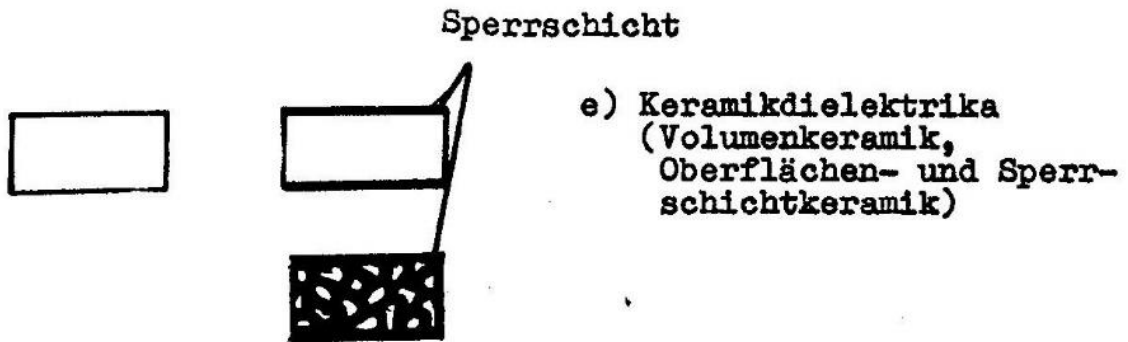 Sperrschicht
e) Keramikdielektrika
(Volumenkeramik,
Oberflächen- und Sperr-
schichtkeramik)